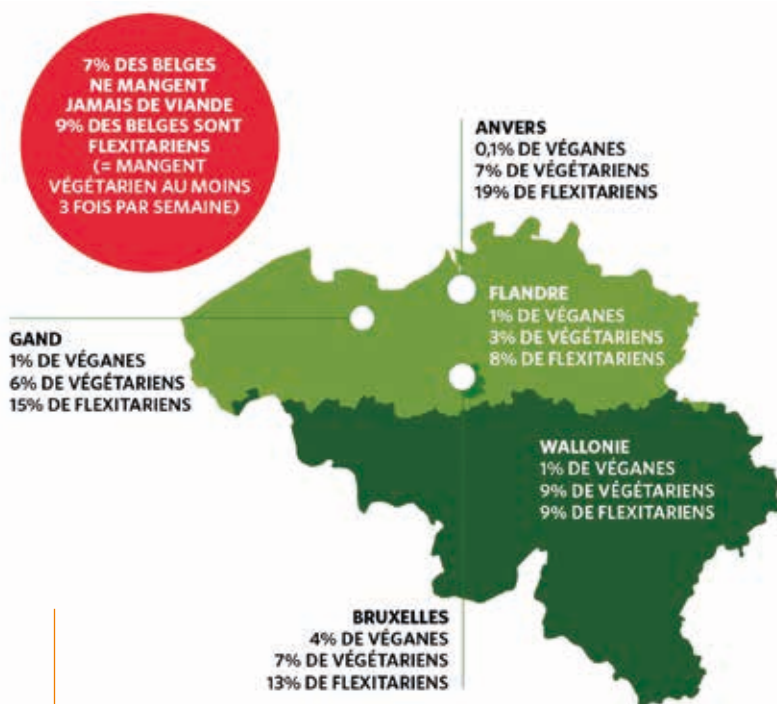 7% DES BELGES
NE MANGENT
JAMAIS DE VIANDE
9% DES BELGES SONT
FLEXITARIENS
(= MANGENT
VÉGÉTARIEN AU MOINS
3 FOIS PAR SEMAINE)
ANVERS
0,1% DE VÉGANES
7% DE VÉGÉTARIENS
19% DE FLEXITARIENS
FLANDRE
1% DE VÉGANES
3% DE VÉGÉTARIENS
8% DE FLEXITARIENS
GAND
1% DE VÉGANES
6% DE VÉGÉTARIENS
15% DE FLEXITARIENS
WALLONIE
1% DE VÉGANES
9% DE VÉGÉTARIENS
9% DE FLEXITARIENS
BRUXELLES
4% DE VÉGANES
7% DE VÉGÉTARIENS
13% DE FLEXITARIENS